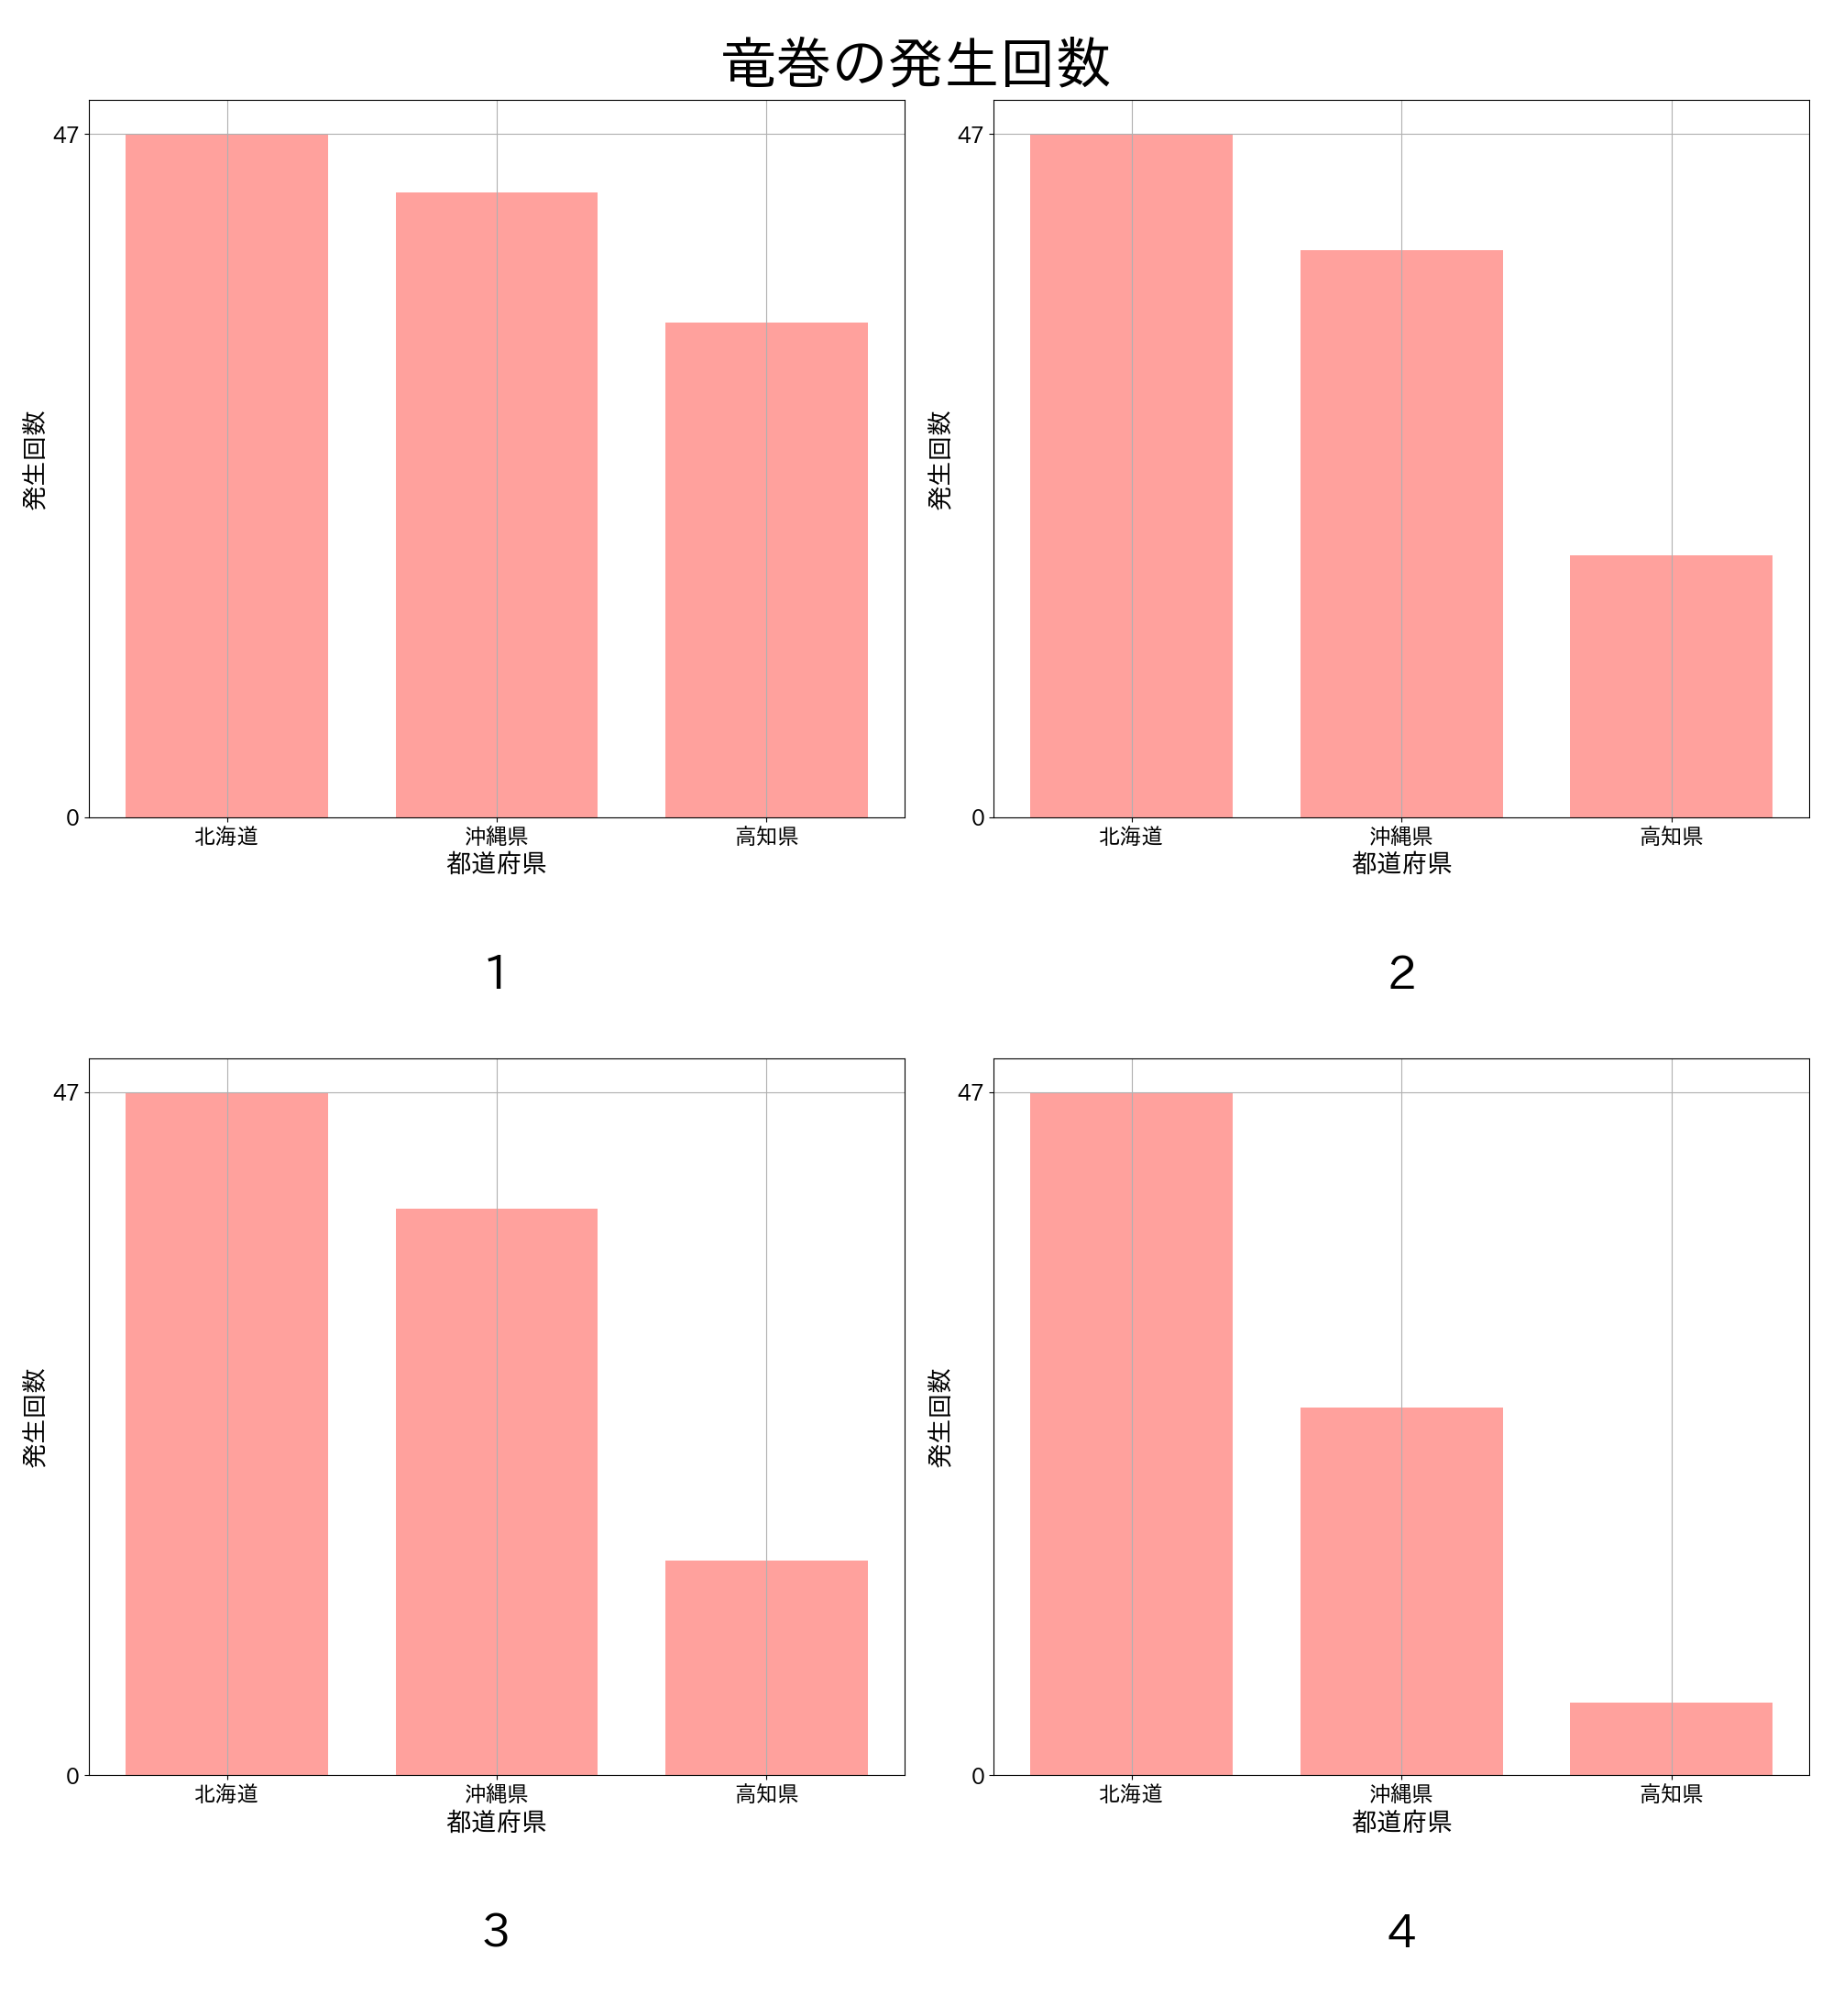 竜巻の発生回数
47
0
発生回数
北海道 沖縄県 高知県
都道府県
1
47
0
発生回数
北海道 沖縄県 高知県
都道府県
2
47
0
発生回数
北海道 沖縄県 高知県
都道府県
3
47
0
発生回数
北海道 沖縄県 高知県
都道府県
4